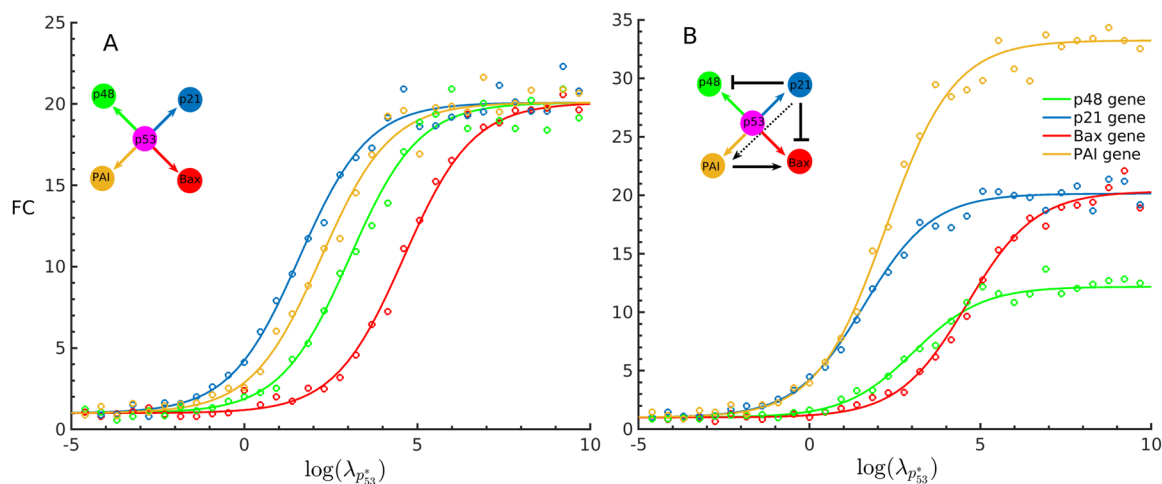 A
25
20
15
10
5
0
FC
p48
p21
p53
PAI
Bax
-5
0
5
10
log(λ_{p^*_{53}})
B
35
30
25
20
15
10
5
0
p48
p21
p53
PAI
Bax
p48 gene
p21 gene
Bax gene
PAI gene
-5
0
5
10
log(λ_{p^*_{53}})